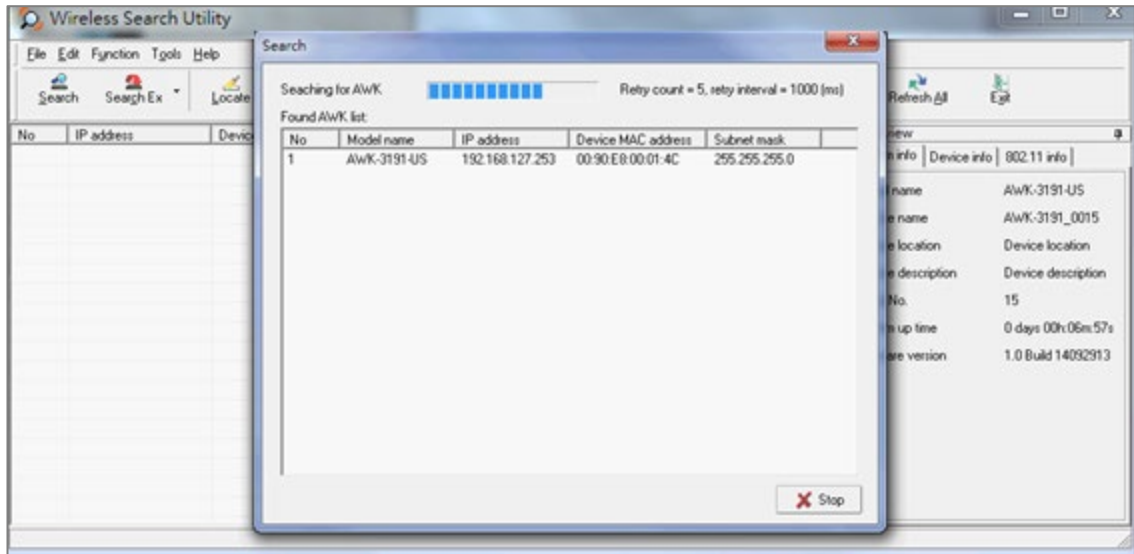 Wireless Search Utility
File Edit Function Tools Help
Search Search Ex Locate Refresh All Exit
No IP address Devic
Search
Seaching for AWK Retry count = 5, retry interval = 1000 (ms)
Found AWK list:
No Model name IP address Device MAC address Subnet mask
1 AWK-3191-US 192.168.127.253 00:90:E8:00:01:4C 255.255.255.0
Stop
view
n info Device info 802.11 info
name AWK-3191-US
e name AWK-3191_0015
e location Device location
e description Device description
No. 15
n up time 0 days 00h:06m:57s
are version 1.0 Build 14092913